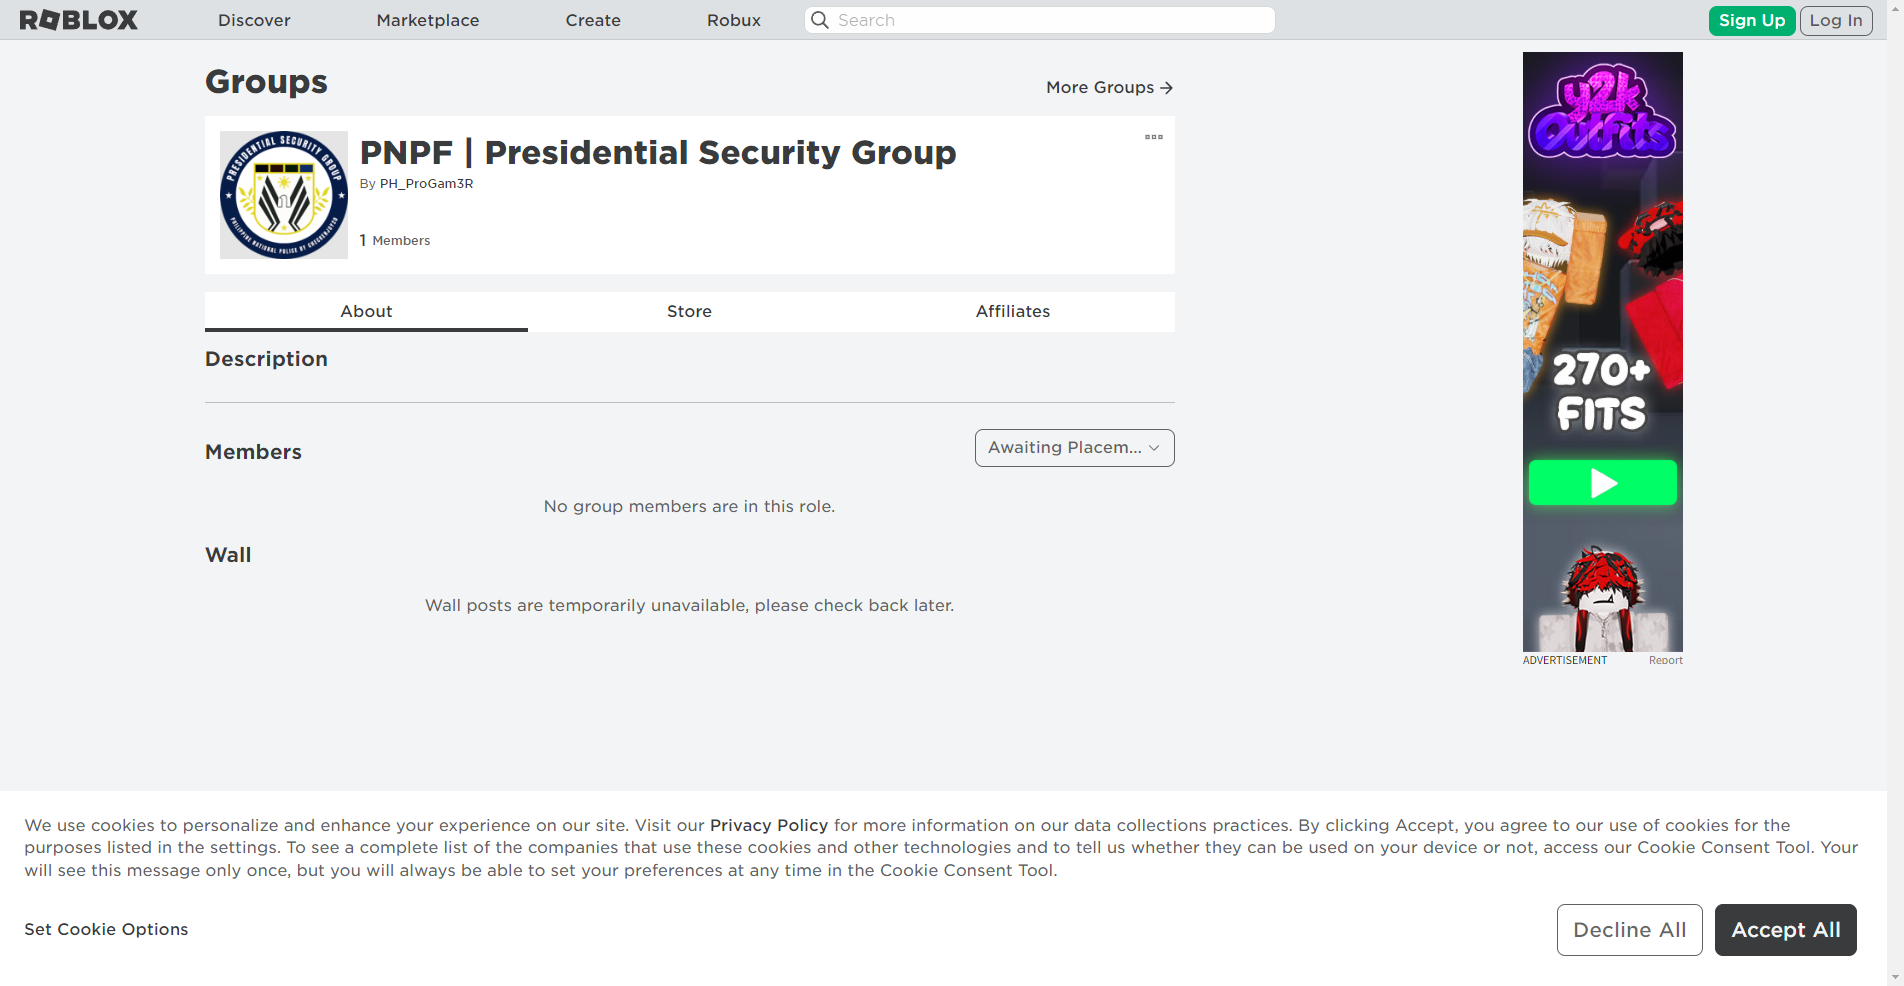 ROBLOX
Discover
Marketplace
Create
Robux
Search
Sign Up
Log In
Groups
More Groups
PRESIDENTIAL SECURITY GROUP
PNPF | Presidential Security Group
By PH_ProGam3R
1 Members
About
Store
Affiliates
Description
Members
Awaiting Placem...
No group members are in this role.
Wall
Wall posts are temporarily unavailable, please check back later.
y2k
Outfits
270+
FITS
ADVERTISEMENT
Report
We use cookies to personalize and enhance your experience on our site. Visit our Privacy Policy for more information on our data collections practices. By clicking Accept, you agree to our use of cookies for the
purposes listed in the settings. To see a complete list of the companies that use these cookies and other technologies and to tell us whether they can be used on your device or not, access our Cookie Consent Tool. Your
will see this message only once, but you will always be able to set your preferences at any time in the Cookie Consent Tool.
Set Cookie Options
Decline All
Accept All